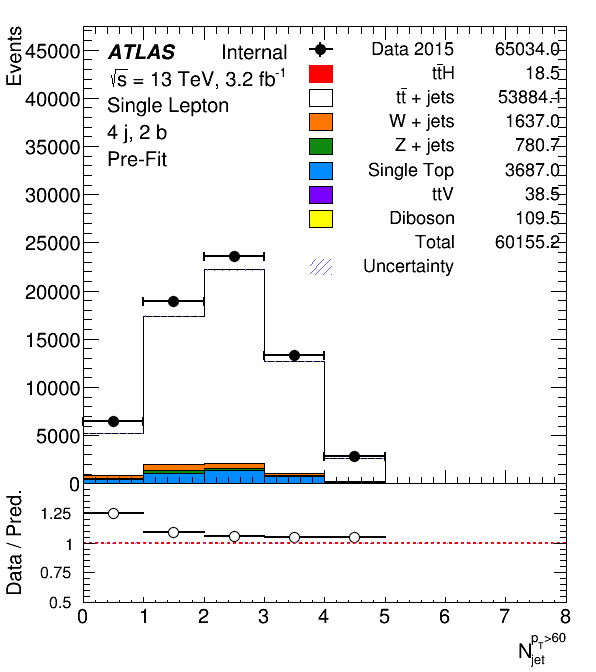 Events
ATLAS Internal
√s = 13 TeV, 3.2 fb⁻¹
Single Lepton
4 j, 2 b
Pre-Fit
Data 2015 65034.0
tt̄H 18.5
tt̄ + jets 53884.1
W + jets 1637.0
Z + jets 780.7
Single Top 3687.0
ttV 38.5
Diboson 109.5
Total 60155.2
Uncertainty
45000
40000
35000
30000
25000
20000
15000
10000
5000
0
Data / Pred.
1.25
1
0.75
0.5
0 1 2 3 4 5 6 7 8
N_jet^{p_T>60}